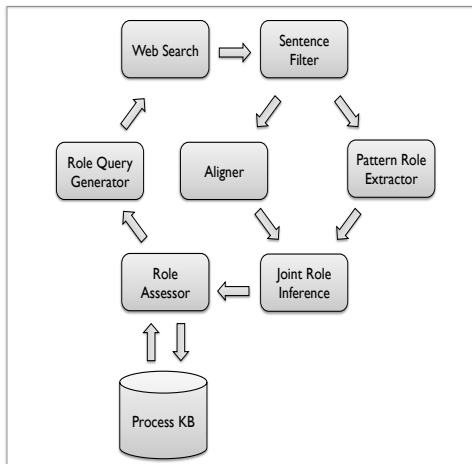 Web Search
Sentence
Filter
Role Query
Generator
Aligner
Pattern Role
Extractor
Role
Assessor
Joint Role
Inference
Process KB